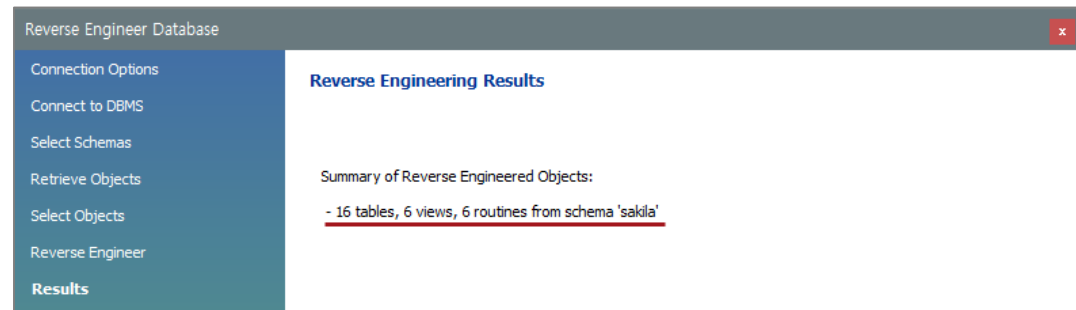 Reverse Engineer Database
x
Connection Options
Connect to DBMS
Select Schemas
Retrieve Objects
Select Objects
Reverse Engineer
Results
Reverse Engineering Results
Summary of Reverse Engineered Objects:
- 16 tables, 6 views, 6 routines from schema 'sakila'